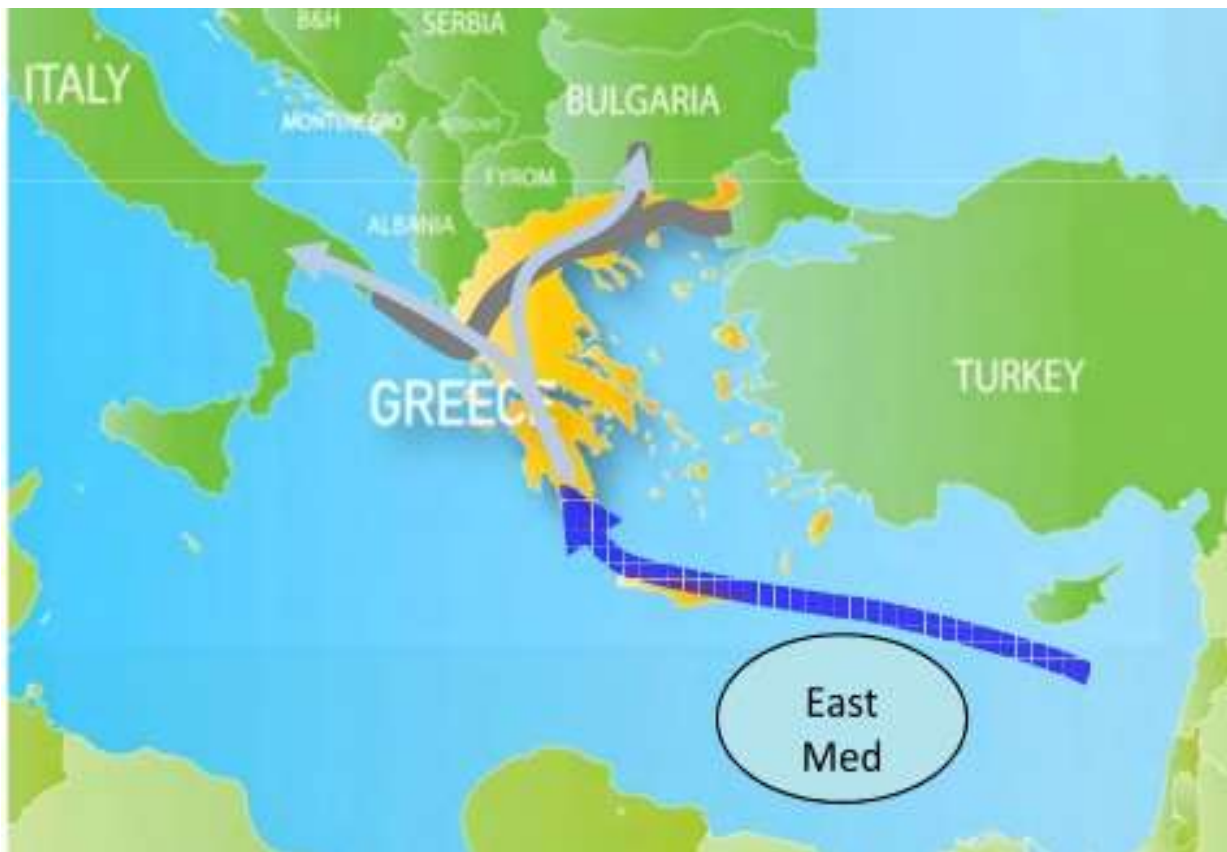 B&H
SERBIA
ITALY
BULGARIA
MONTENEGRO
FYROM
ALBANIA
TURKEY
GREECE
East
Med